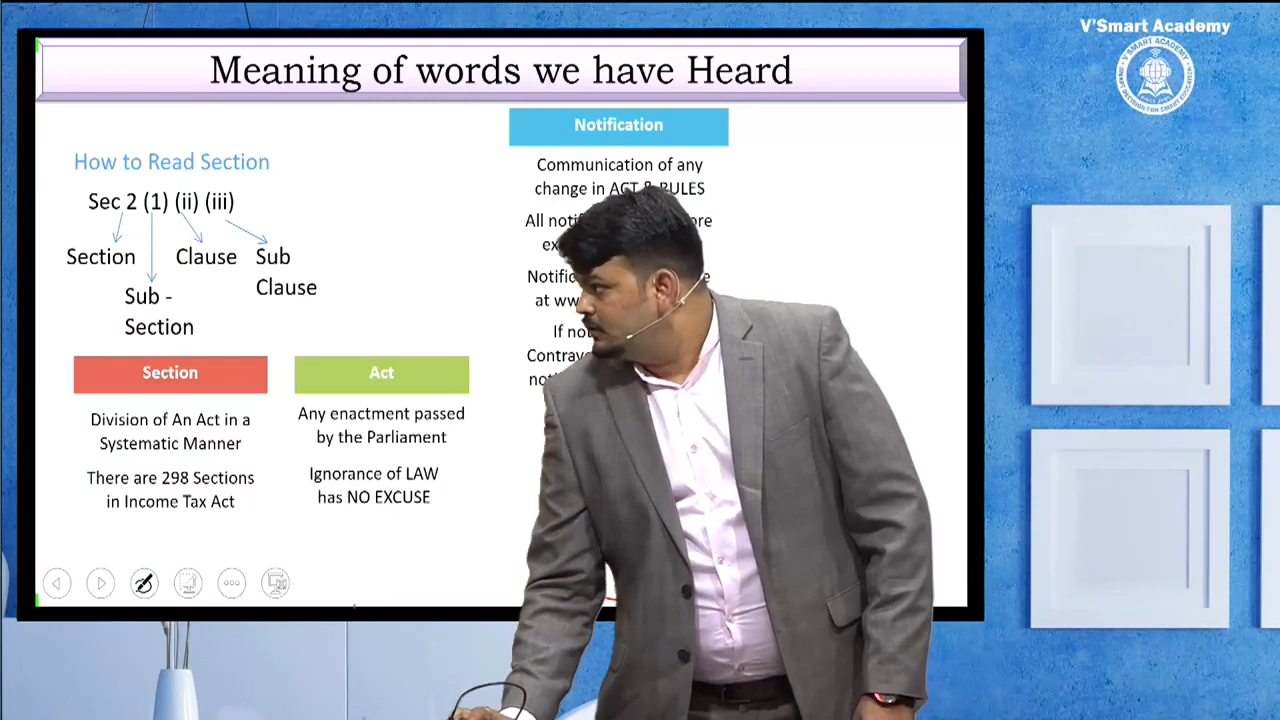 V'Smart Academy
Meaning of words we have Heard
How to Read Section
Sec 2 (1) (ii) (iii)
Section
Clause
Sub
Clause
Sub -
Section
Section
Division of An Act in a
Systematic Manner
There are 298 Sections
in Income Tax Act
Act
Any enactment passed
by the Parliament
Ignorance of LAW
has NO EXCUSE
Notification
Communication of any
change in ACT & RULES
All
If
at